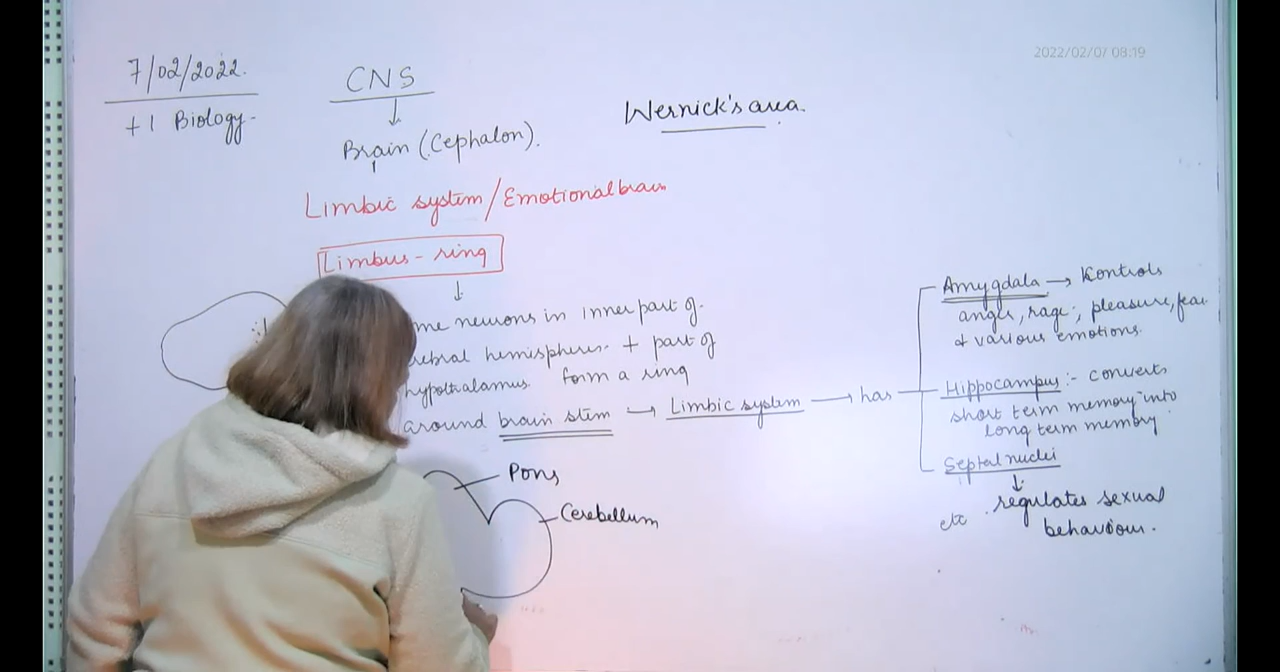 2022/02/07 08:19
7/02/2022.
+1 Biology-
CNS
Brain (Cephalon).
Wernick's area.
Limbic system/Emotional brain
Limbus - ring
me neurons in inner part of
rebral hemispheres + part of
hypothalamus form a ring
around brain stem → Limbic system → has
Amygdala → Controls
anger, rage, pleasure, fear
& various emotions.
Hippocampus :- converts
short term memory into
Long term memory
Septal nuclei
regulates sexual
behaviour.
etc
Pons
Cerebellum